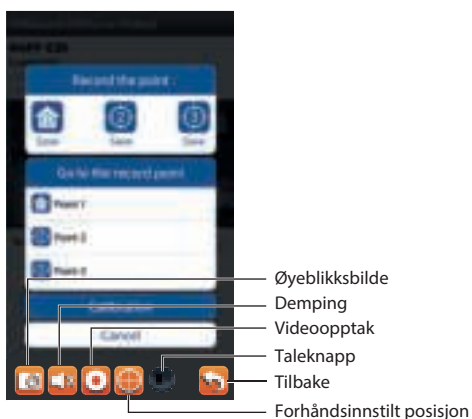 Record the point
Save Save Save
Go to the record point
Point 1
Point 2
Point 3
Calibration
Cancel
Øyeblikksbilde
Demping
Videoopptak
Taleknapp
Tilbake
Forhåndsinnstilt posisjon